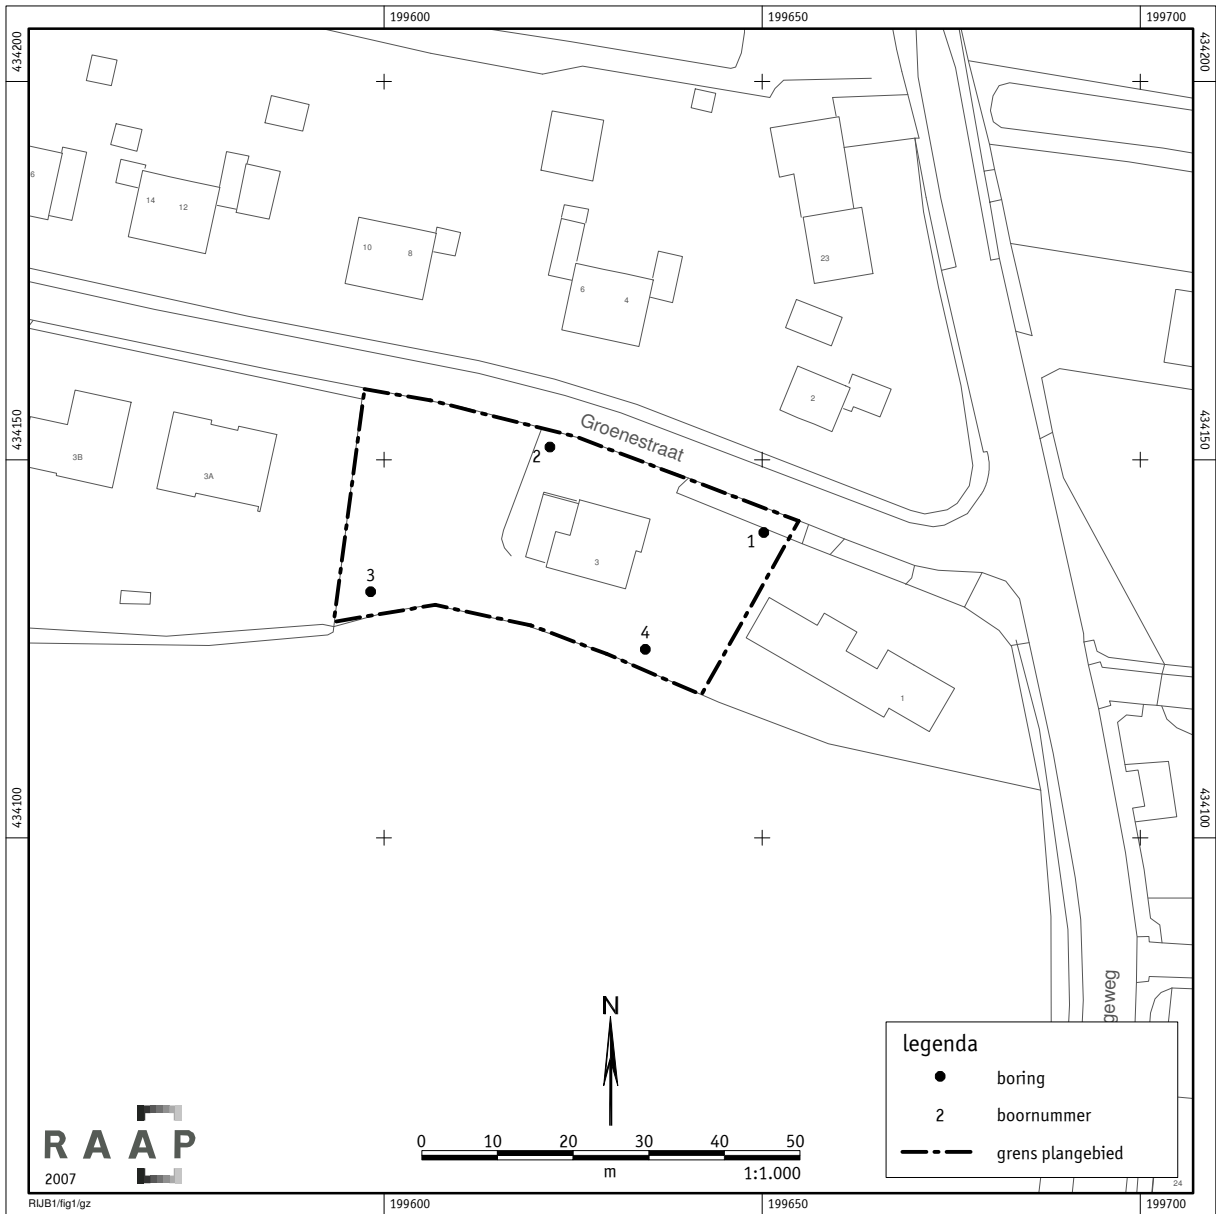 199600
199650
199700
434200
434200
6
14
12
10
8
6
4
23
2
434150
434150
Groenestraat
3B
3A
2
1
3
3
4
1
434100
434100
geweg
N
legenda
boring
2 boornummer
grens plangebied
RAAP
2007
0 10 20 30 40 50
m 1:1.000
24
RIJB1/fig1/gz
199600
199650
199700